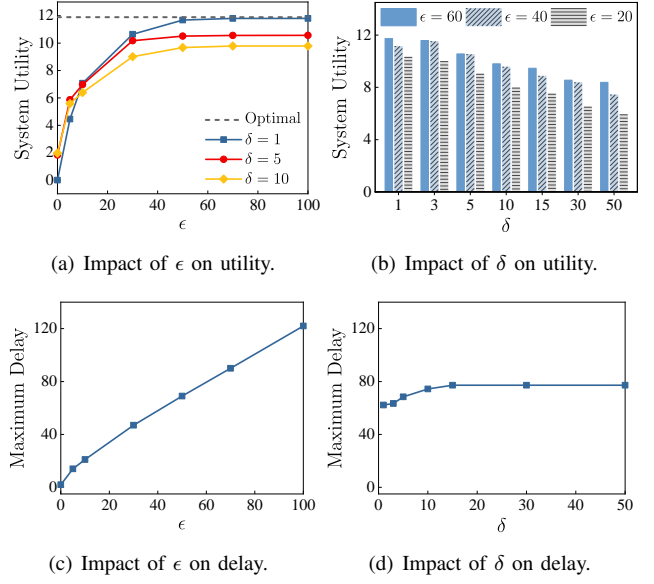 12
10
8
6
4
2
0
System Utility
Optimal
δ = 1
δ = 5
δ = 10
0 20 40 60 80 100
ϵ
(a) Impact of ϵ on utility.
ϵ = 60 ϵ = 40 ϵ = 20
12
8
4
System Utility
1 3 5 10 15 30 50
δ
(b) Impact of δ on utility.
120
80
40
0
Maximum Delay
0 20 40 60 80 100
ϵ
(c) Impact of ϵ on delay.
120
80
40
0
Maximum Delay
0 10 20 30 40 50
δ
(d) Impact of δ on delay.